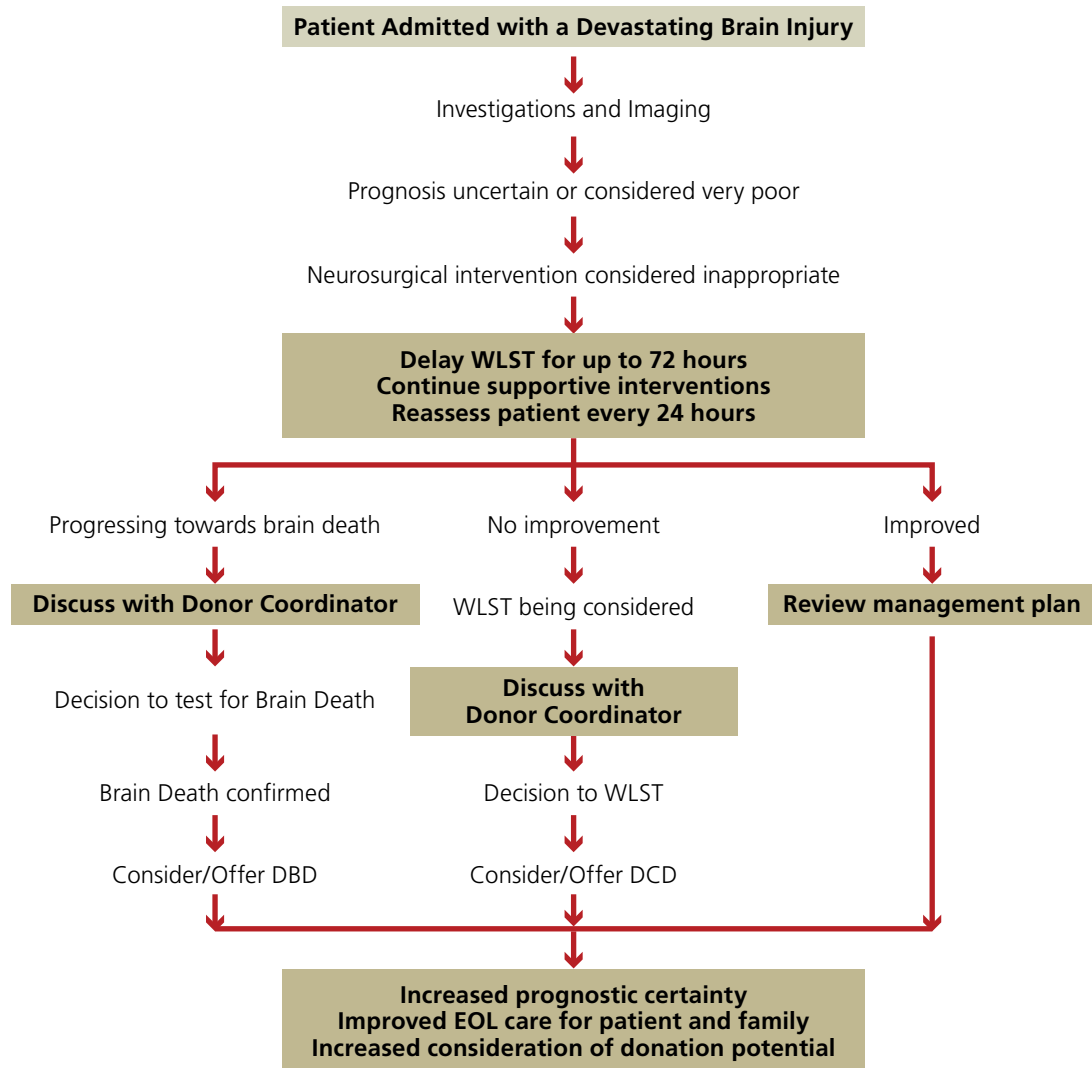 Patient Admitted with a Devastating Brain Injury
Investigations and Imaging
Prognosis uncertain or considered very poor
Neurosurgical intervention considered inappropriate
Delay WLST for up to 72 hours
Continue supportive interventions
Reassess patient every 24 hours
Progressing towards brain death
No improvement
Improved
Discuss with Donor Coordinator
WLST being considered
Review management plan
Decision to test for Brain Death
Discuss with
Donor Coordinator
Brain Death confirmed
Decision to WLST
Consider/Offer DBD
Consider/Offer DCD
Increased prognostic certainty
Improved EOL care for patient and family
Increased consideration of donation potential